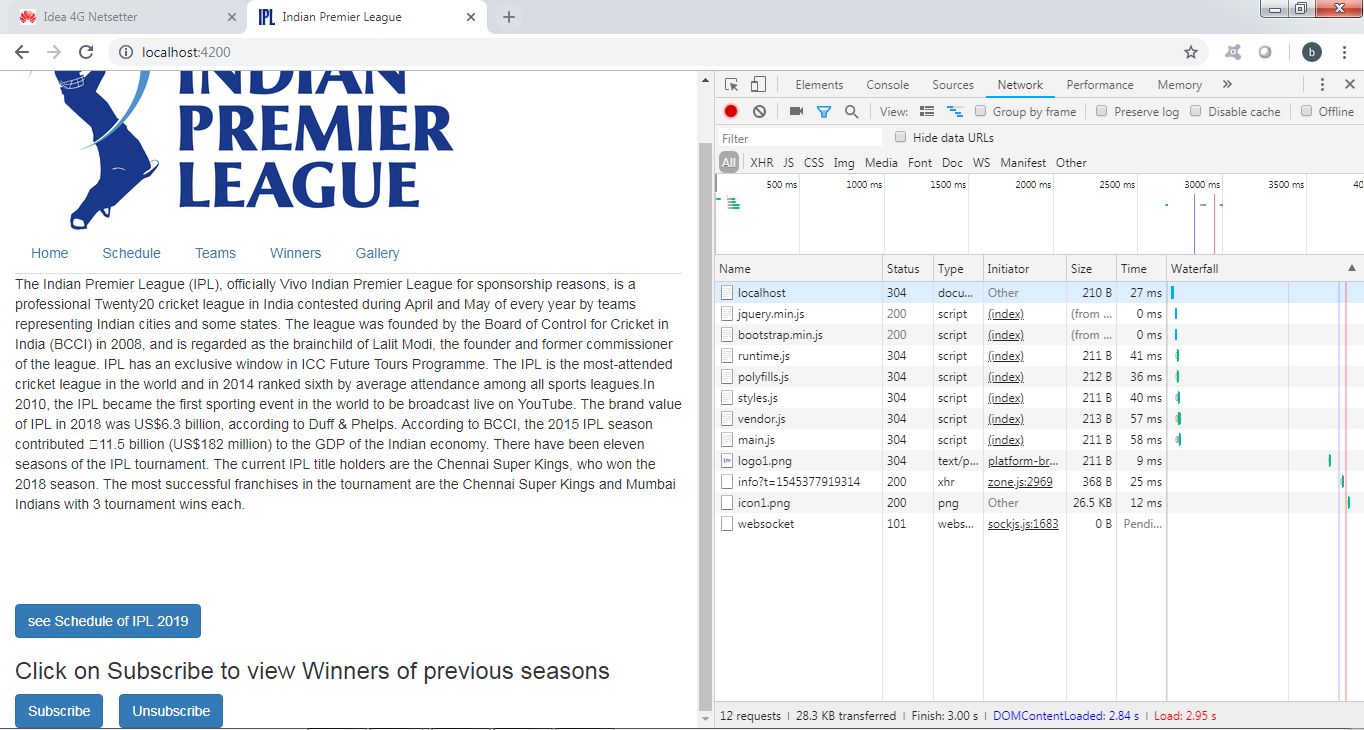 Idea 4G Netsetter
IPL Indian Premier League
localhost:4200
b
INDIAN
PREMIER
LEAGUE
Home Schedule Teams Winners Gallery
The Indian Premier League (IPL), officially Vivo Indian Premier League for sponsorship reasons, is a
professional Twenty20 cricket league in India contested during April and May of every year by teams
representing Indian cities and some states. The league was founded by the Board of Control for Cricket in
India (BCCI) in 2008, and is regarded as the brainchild of Lalit Modi, the founder and former commissioner
of the league. IPL has an exclusive window in ICC Future Tours Programme. The IPL is the most-attended
cricket league in the world and in 2014 ranked sixth by average attendance among all sports leagues.In
2010, the IPL became the first sporting event in the world to be broadcast live on YouTube. The brand value
of IPL in 2018 was US$6.3 billion, according to Duff & Phelps. According to BCCI, the 2015 IPL season
contributed □11.5 billion (US$182 million) to the GDP of the Indian economy. There have been eleven
seasons of the IPL tournament. The current IPL title holders are the Chennai Super Kings, who won the
2018 season. The most successful franchises in the tournament are the Chennai Super Kings and Mumbai
Indians with 3 tournament wins each.
see Schedule of IPL 2019
Click on Subscribe to view Winners of previous seasons
Subscribe Unsubscribe
Elements Console Sources Network Performance Memory »
View: Group by frame Preserve log Disable cache Offline
Filter Hide data URLs
All XHR JS CSS Img Media Font Doc WS Manifest Other
500 ms 1000 ms 1500 ms 2000 ms 2500 ms 3000 ms 3500 ms 40
Name Status Type Initiator Size Time Waterfall
localhost 304 docu... Other 210 B 27 ms
jquery.min.js 200 script (index) (from ... 0 ms
bootstrap.min.js 200 script (index) (from ... 0 ms
runtime.js 304 script (index) 211 B 41 ms
polyfills.js 304 script (index) 212 B 36 ms
styles.js 304 script (index) 211 B 40 ms
vendor.js 304 script (index) 213 B 57 ms
main.js 304 script (index) 211 B 58 ms
logo1.png 304 text/p... platform-br... 211 B 9 ms
info?t=1545377919314 200 xhr zone.js:2969 368 B 25 ms
icon1.png 200 png Other 26.5 KB 12 ms
websocket 101 webs... sockjs.js:1683 0 B Pendi...
12 requests | 28.3 KB transferred | Finish: 3.00 s | DOMContentLoaded: 2.84 s | Load: 2.95 s